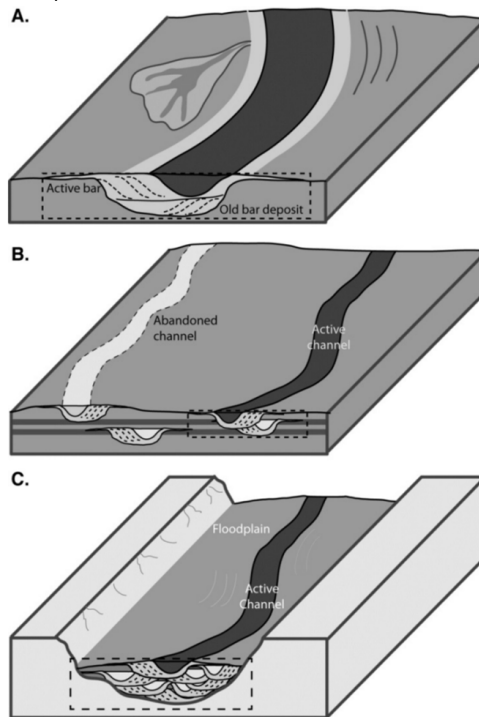 A.
Active bar
Old bar deposit
B.
Abandoned
channel
Active
channel
C.
Floodplain
Active
Channel